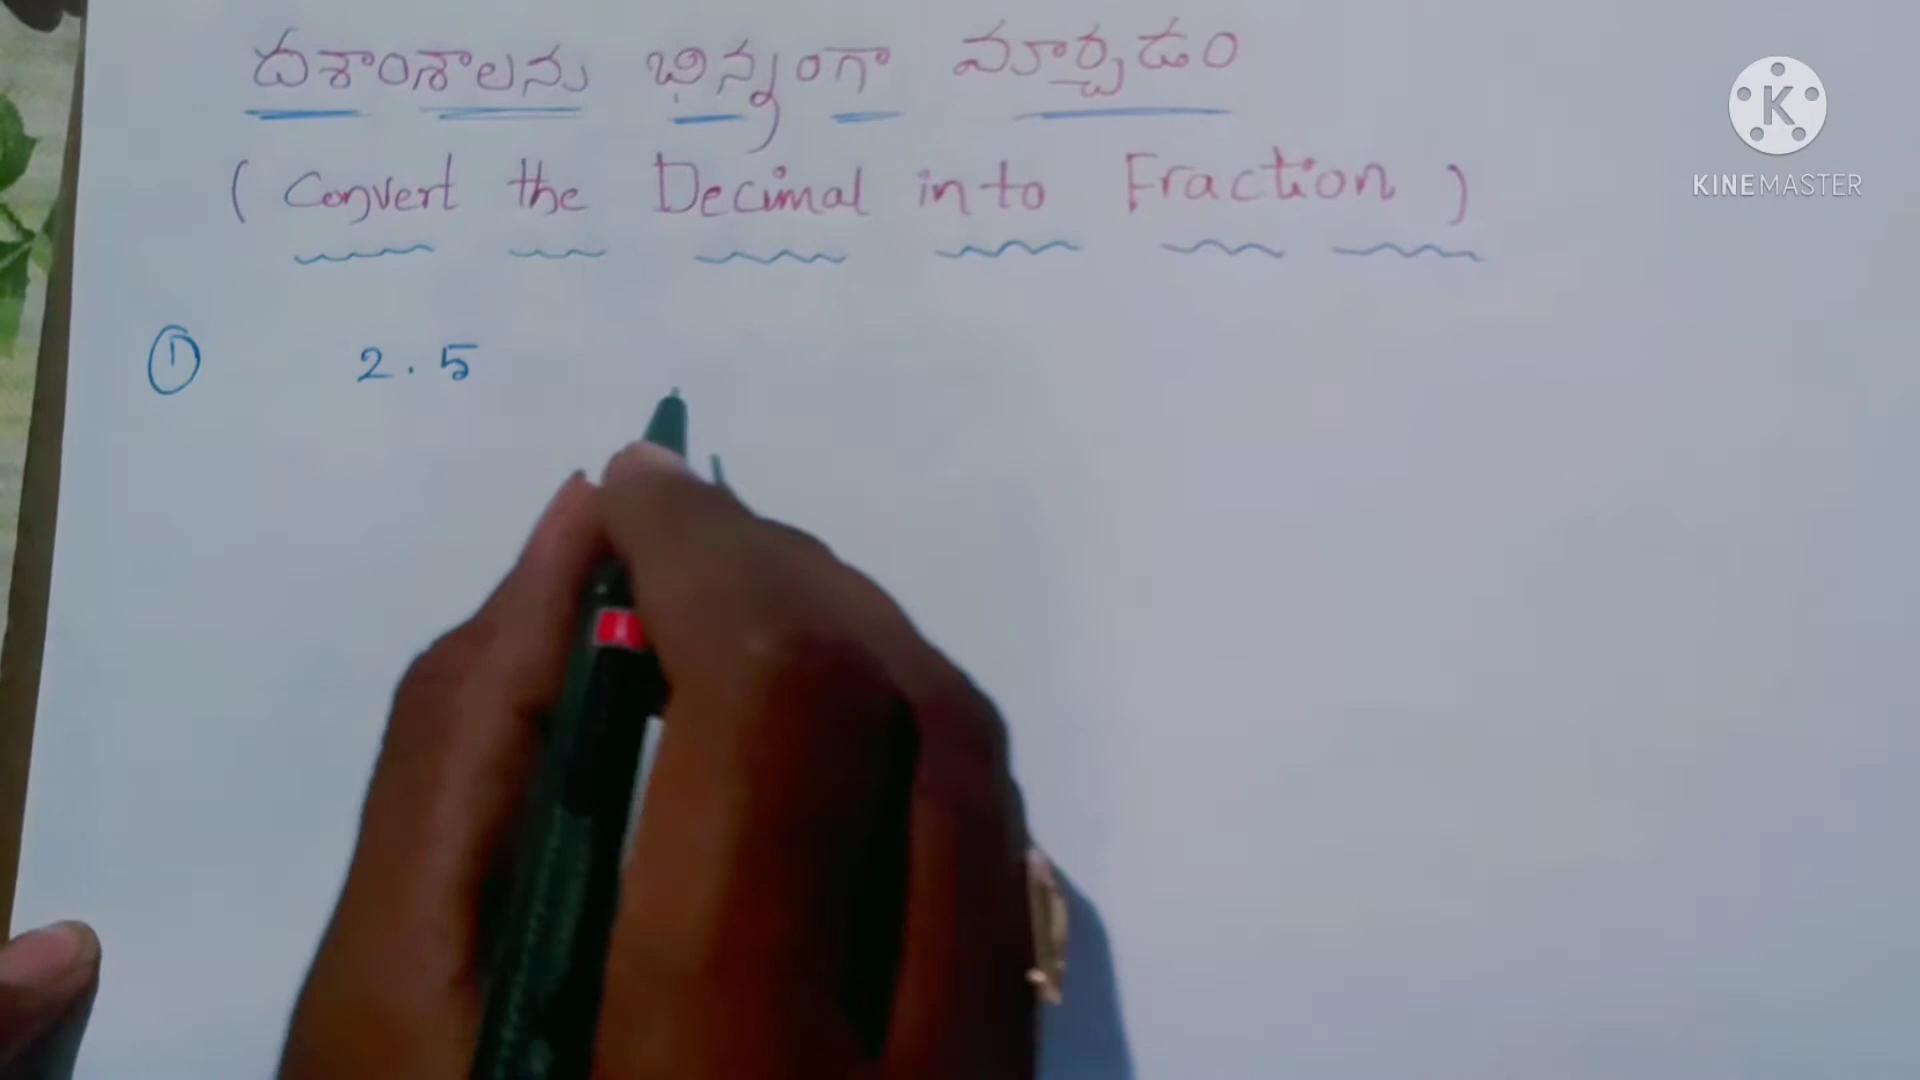 దశాంశాలను భిన్నంగా మార్చడం
( Convert the Decimal into Fraction )
① 2.5
K
KINEMASTER